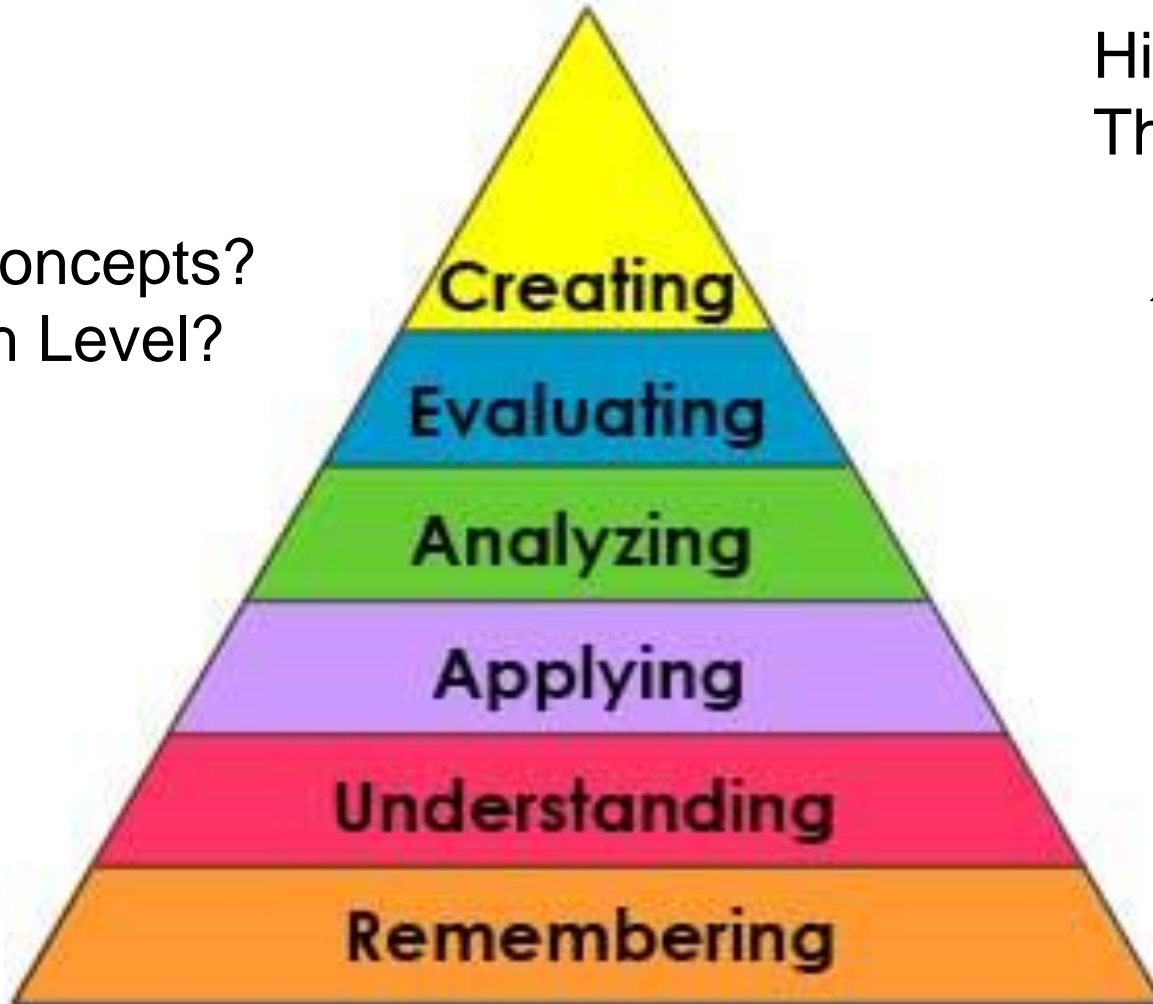 Hi
Th
oncepts?
Level?
Creating
Evaluating
Analyzing
Applying
Understanding
Remembering